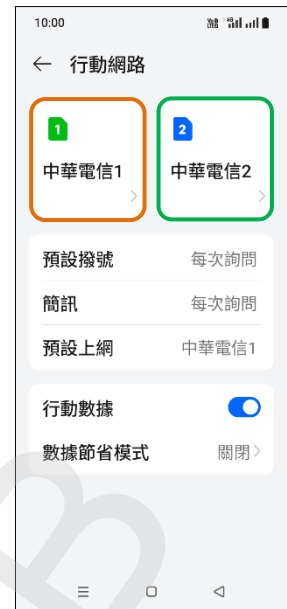 10:00
行動網路
1
2
中華電信1
中華電信2
預設撥號 每次詢問
簡訊 每次詢問
預設上網 中華電信1
行動數據
數據節省模式 關閉